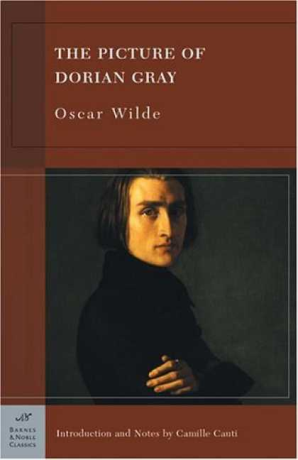 THE PICTURE OF
DORIAN GRAY
Oscar Wilde
BARNES
& NOBLE
CLASSICS
Introduction and Notes by Camille Cauti